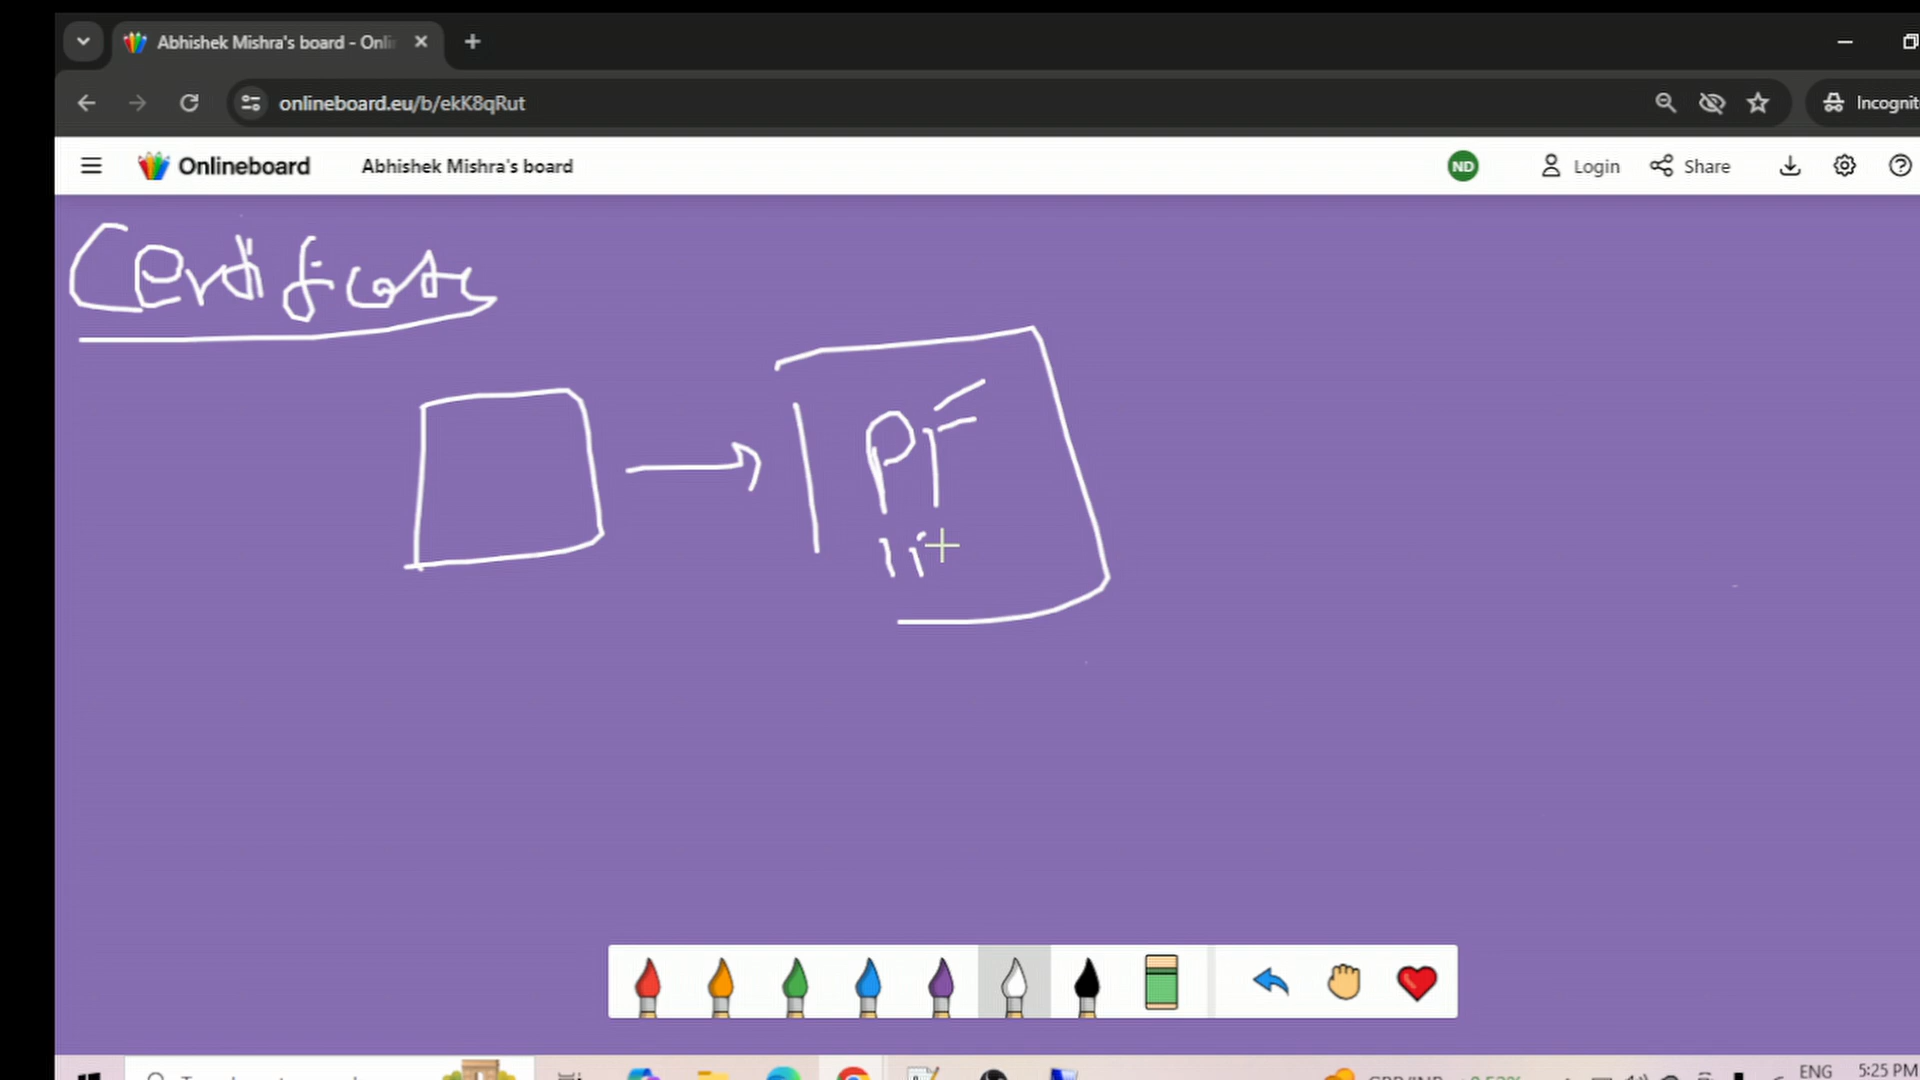 Abhishek Mishra's board - Onli
onlineboard.eu/b/ekK8qRut
Incognit
Onlineboard
Abhishek Mishra's board
ND
Login
Share
Certificate
PF
ENG
5:25 PM